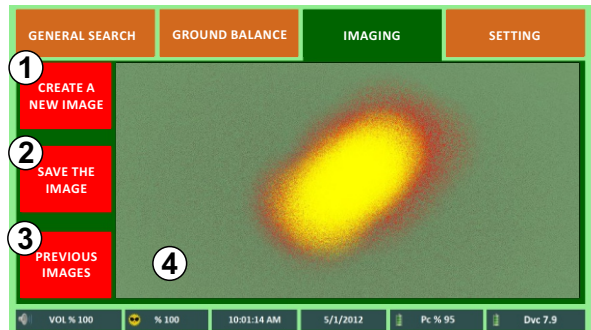 GENERAL SEARCH
GROUND BALANCE
IMAGING
SETTING
1
CREATE A
NEW IMAGE
2
SAVE THE
IMAGE
3
PREVIOUS
IMAGES
4
VOL % 100
% 100
10:01:14 AM
5/1/2012
Pc % 95
Dvc 7.9